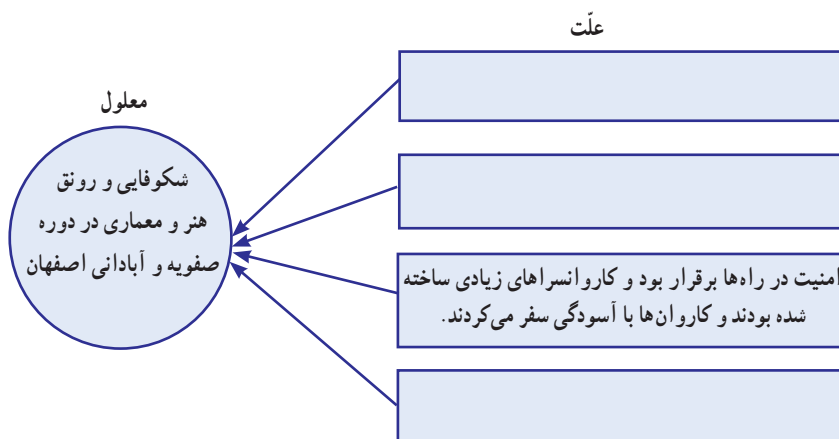 علّت
معلول
شکوفایی و رونق
هنر و معماری در دوره
صفویه و آبادانی اصفهان
امنیت در راه‌ها برقرار بود و کاروانسراهای زیادی ساخته
شده بودند و کاروان‌ها با آسودگی سفر می‌کردند.